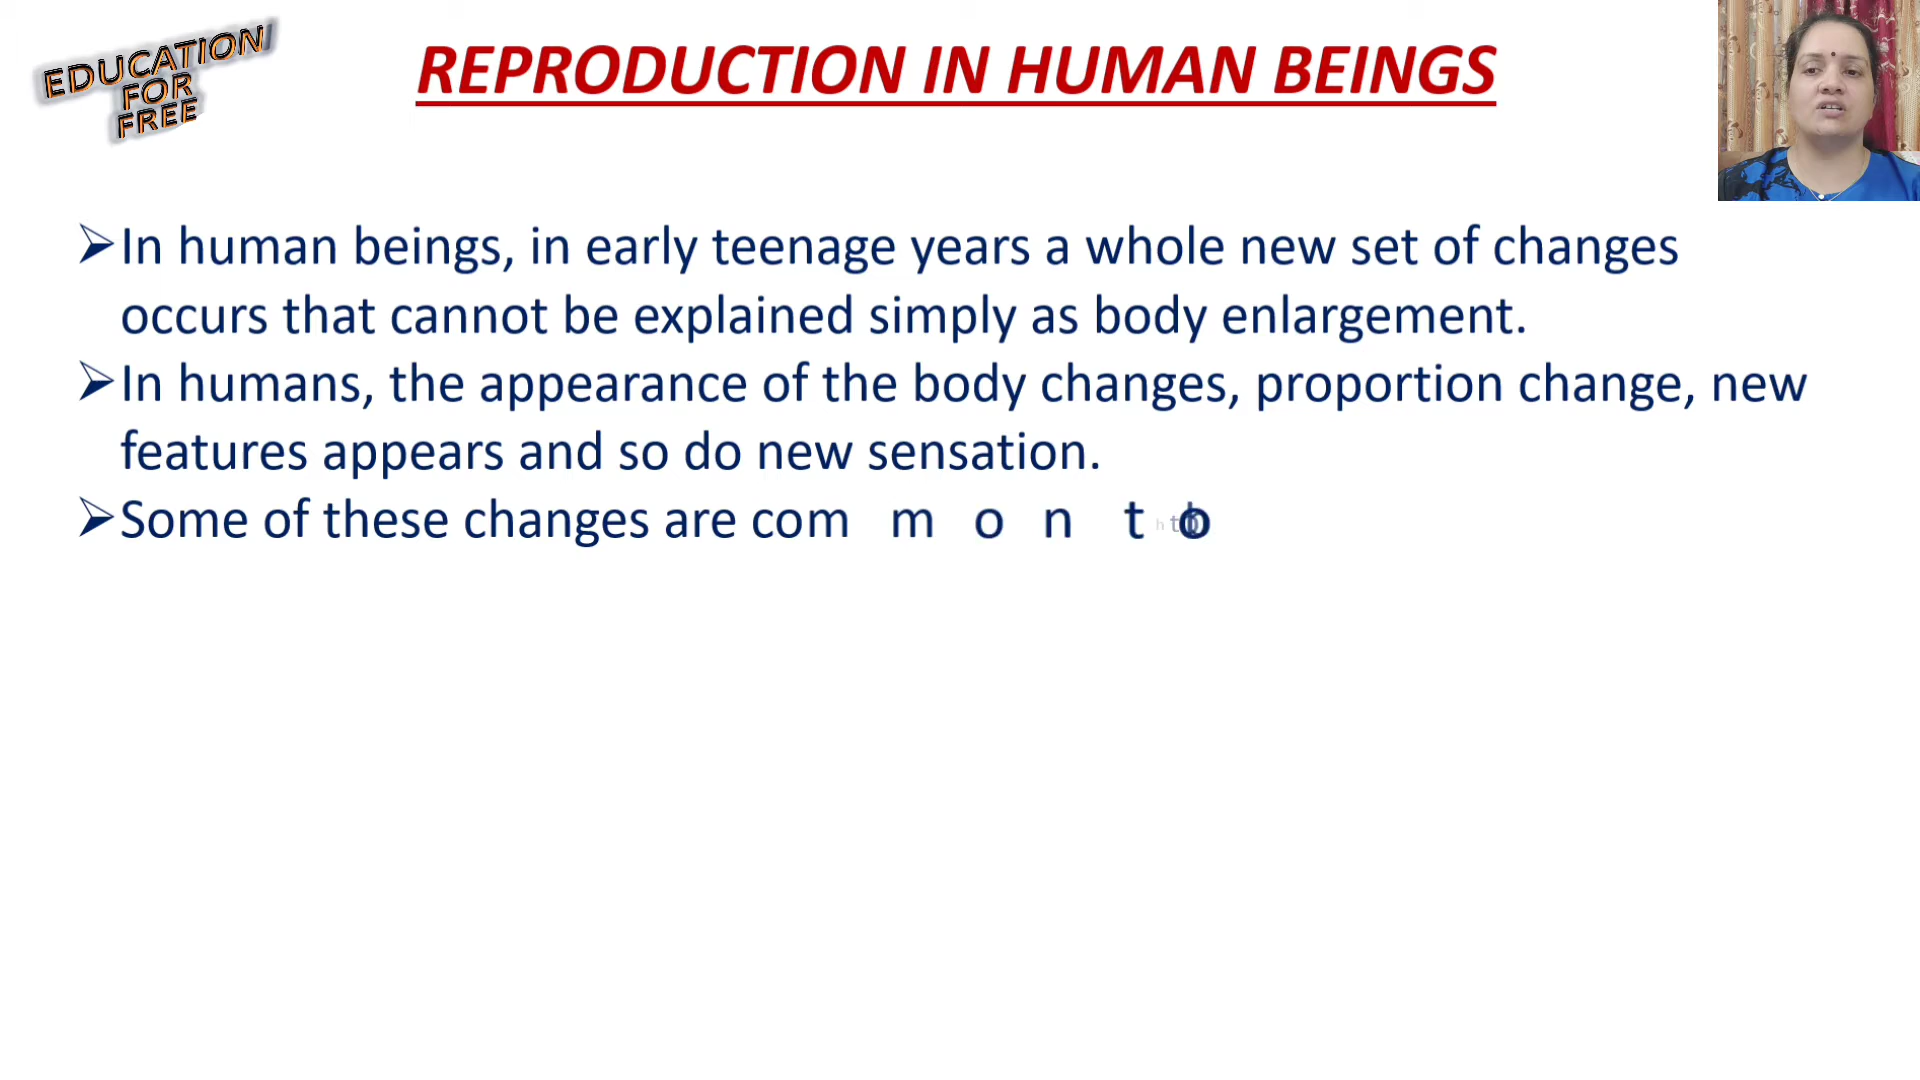 EDUCATION
FOR
FREE
REPRODUCTION IN HUMAN BEINGS
➢In human beings, in early teenage years a whole new set of changes
occurs that cannot be explained simply as body enlargement.
➢In humans, the appearance of the body changes, proportion change, new
features appears and so do new sensation.
➢Some of these changes are common to